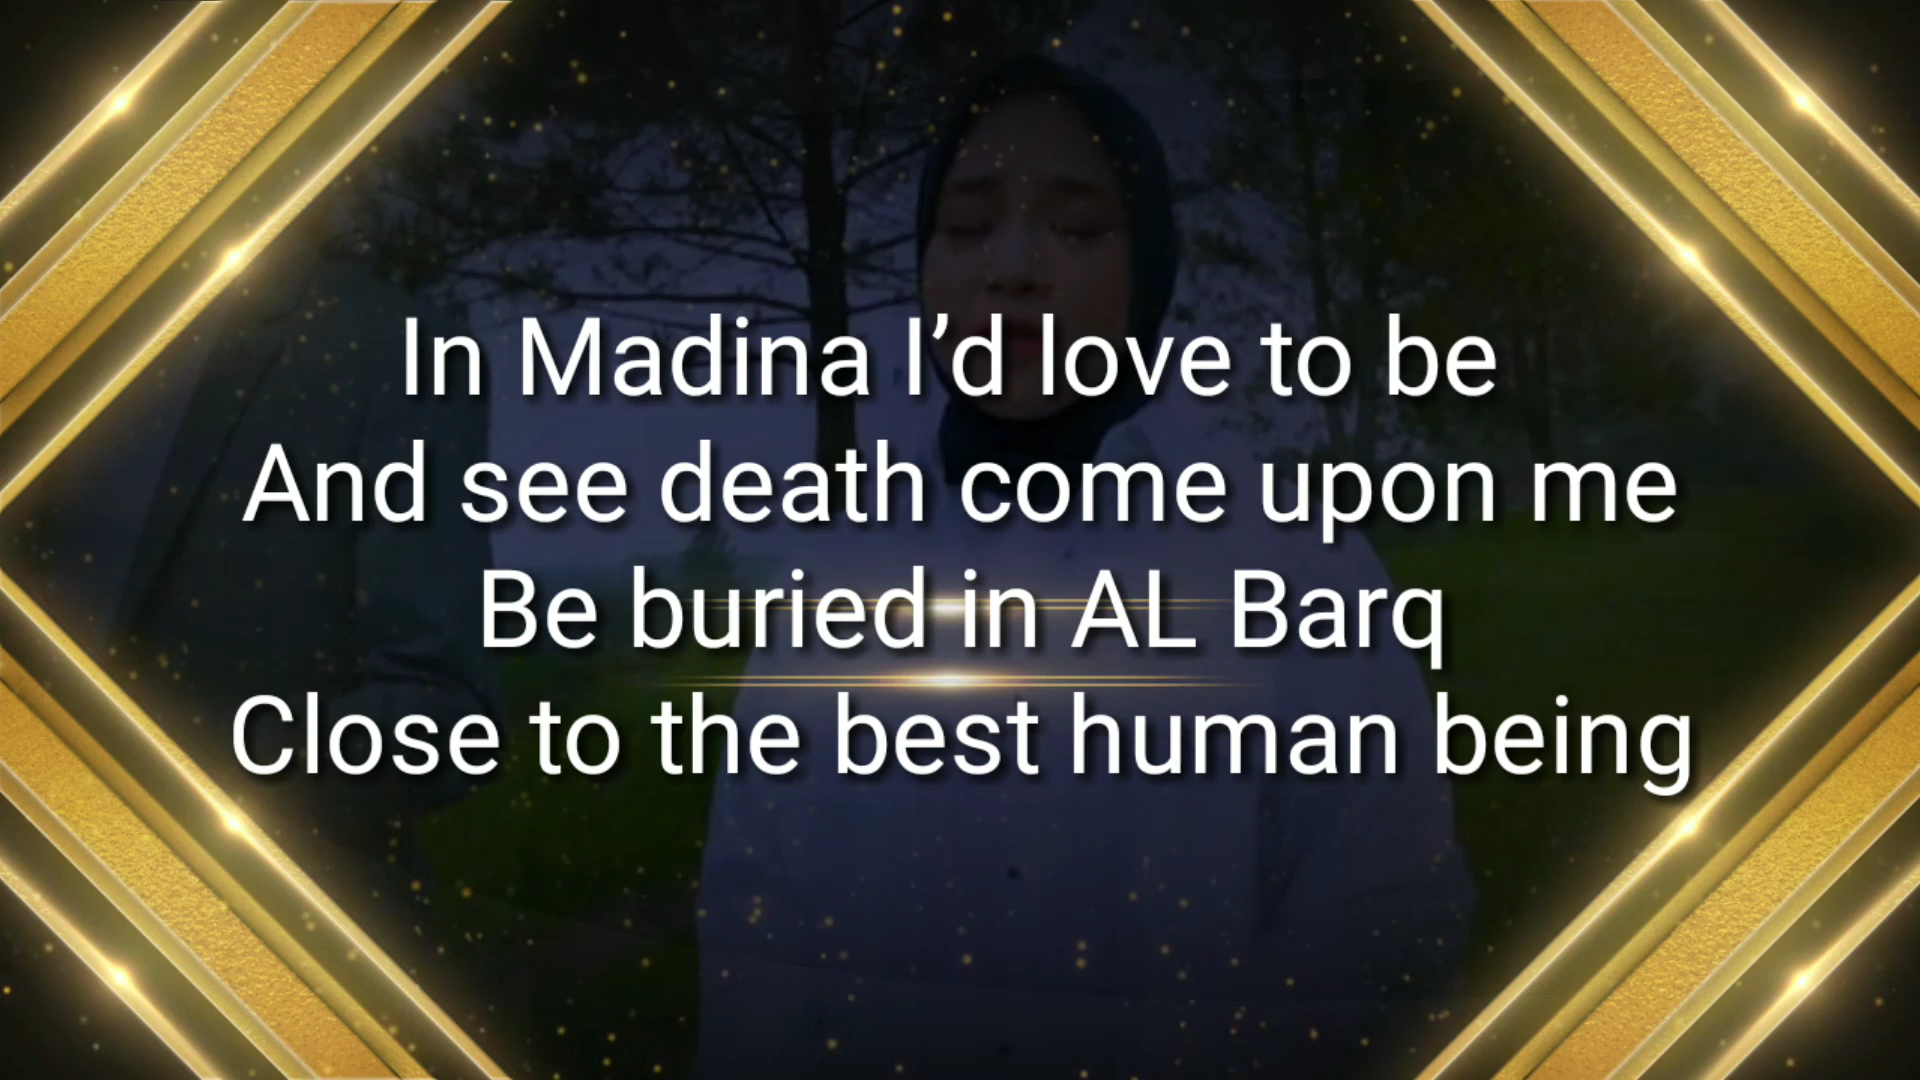 In Madina I’d love to be
And see death come upon me
Be buried in AL Barq
Close to the best human being